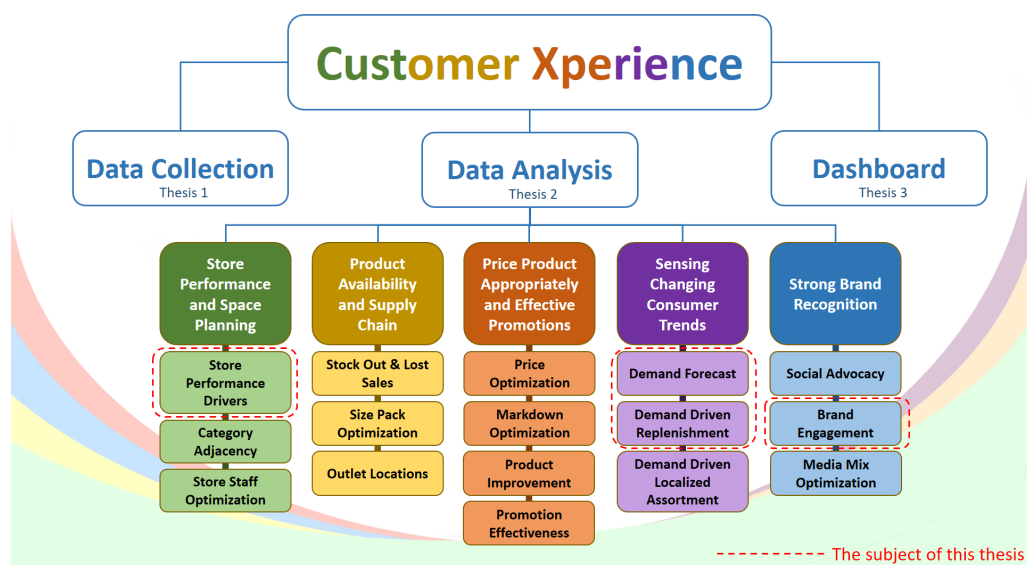 Customer Xperience
Data Collection
Thesis 1
Data Analysis
Thesis 2
Dashboard
Thesis 3
Store
Performance
and Space
Planning
Store
Performance
Drivers
Category
Adjacency
Store Staff
Optimization
Product
Availability
and Supply
Chain
Stock Out & Lost
Sales
Size Pack
Optimization
Outlet Locations
Price Product
Appropriately
and Effective
Promotions
Price
Optimization
Markdown
Optimization
Product
Improvement
Promotion
Effectiveness
Sensing
Changing
Consumer
Trends
Demand Forecast
Demand Driven
Replenishment
Demand Driven
Localized
Assortment
Strong Brand
Recognition
Social Advocacy
Brand
Engagement
Media Mix
Optimization
The subject of this thesis